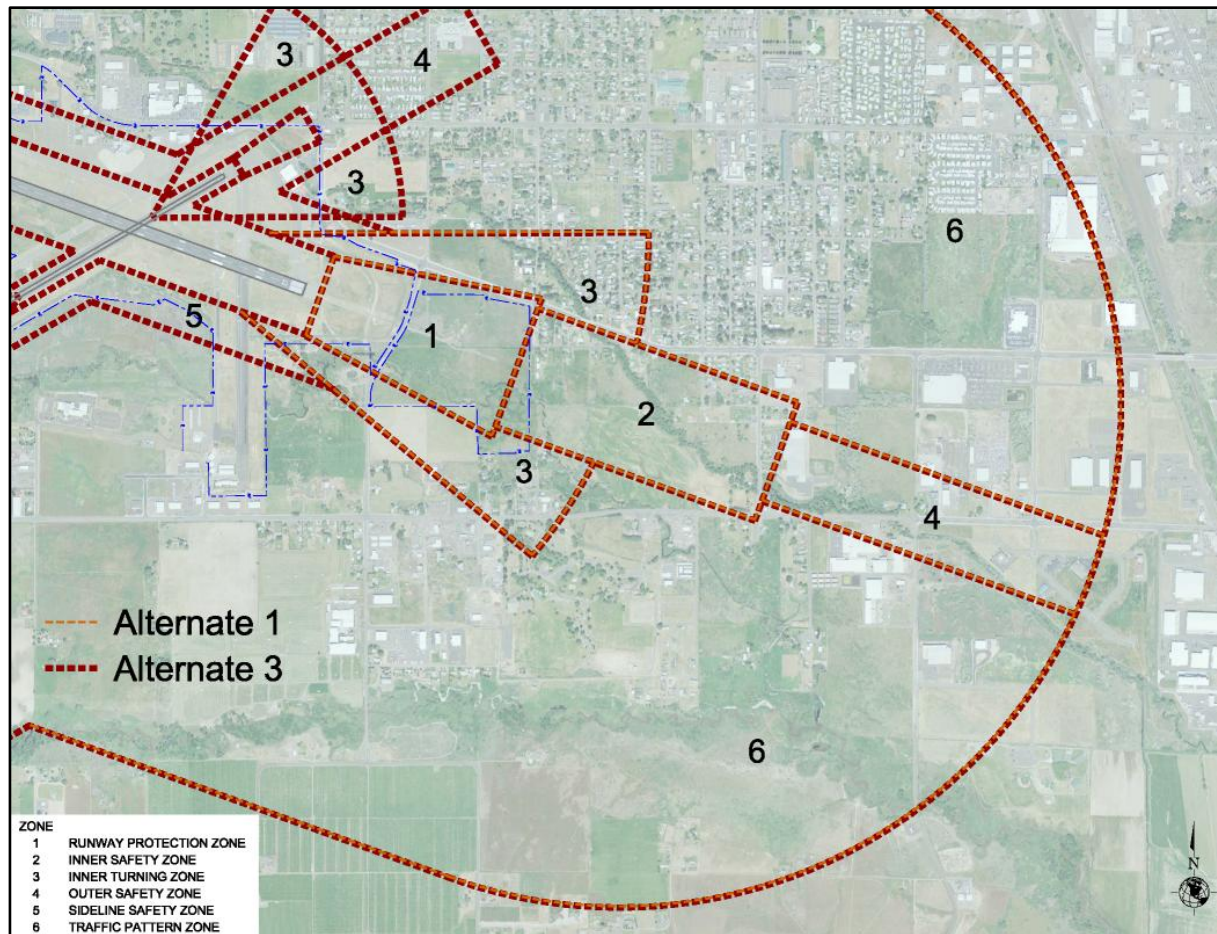 3
4
3
6
3
5
1
2
3
4
Alternate 1
Alternate 3
6
ZONE
1 RUNWAY PROTECTION ZONE
2 INNER SAFETY ZONE
3 INNER TURNING ZONE
4 OUTER SAFETY ZONE
5 SIDELINE SAFETY ZONE
6 TRAFFIC PATTERN ZONE
N